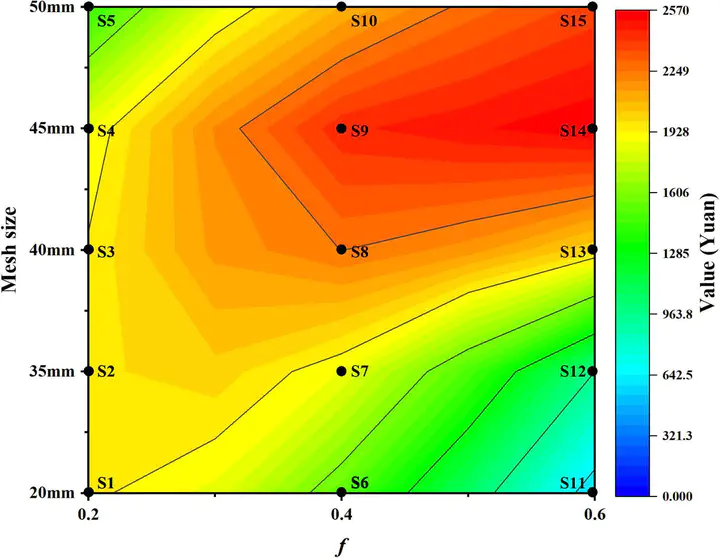 50mm
S5
S10
S15
45mm
S4
S9
S14
40mm
S3
S8
S13
35mm
S2
S7
S12
20mm
S1
S6
S11
0.2
0.4
0.6
f
Mesh size
2570
2249
1928
1606
1285
963.8
642.5
321.3
0.000
Value (Yuan)